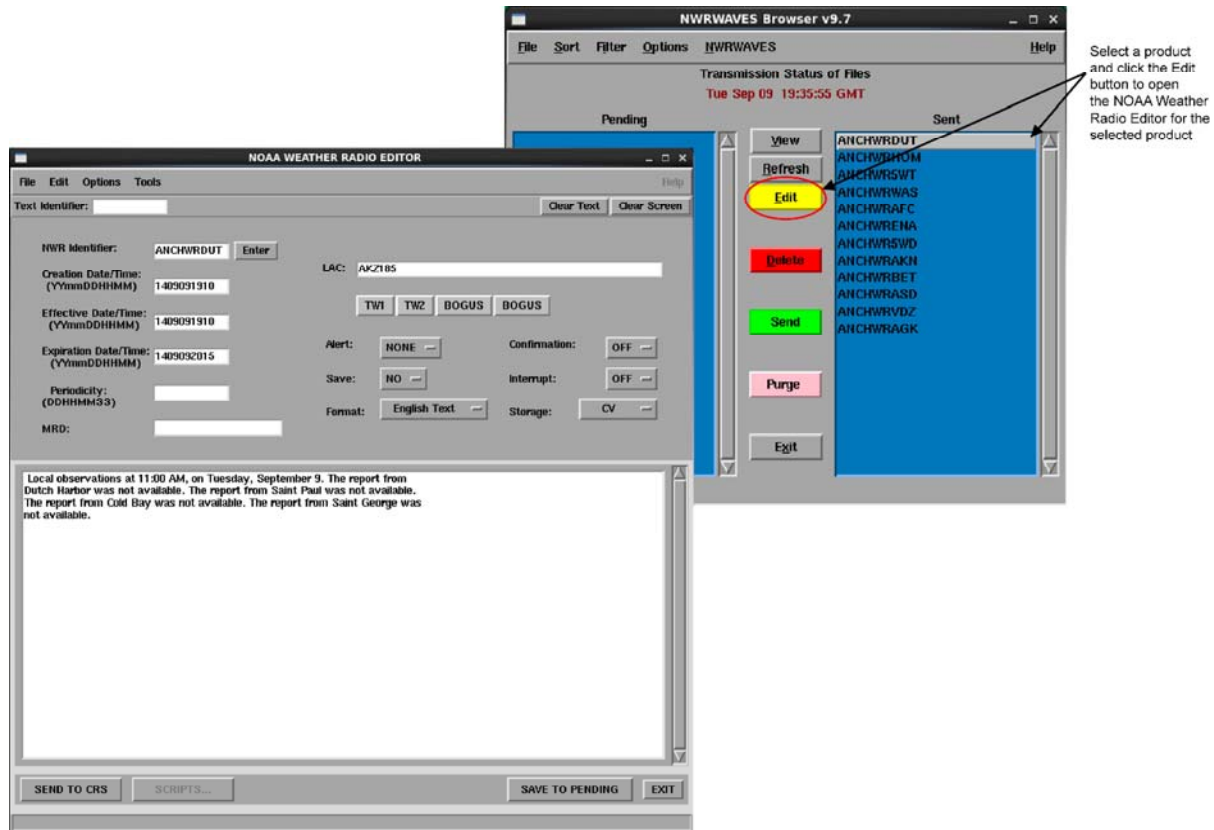 NWRWAVES Browser v9.7
File Sort Filter Options NWRWAVES Help
Transmission Status of Files
Tue Sep 09 19:35:55 GMT
Pending Sent
View
Refresh
Edit
Delete
Send
Purge
Exit
ANCHWRDUT
ANCHWRHOM
ANCHWRSWT
ANCHWRWAS
ANCHWRAFC
ANCHWRENA
ANCHWRSWD
ANCHWRAKN
ANCHWRBET
ANCHWRASD
ANCHWRVDZ
ANCHWRAGK
Select a product
and click the Edit
button to open
the NOAA Weather
Radio Editor for the
selected product
NOAA WEATHER RADIO EDITOR
File Edit Options Tools Help
Text Identifier: Clear Text Clear Screen
NWR Identifier: ANCHWRDUT Enter
LAC: AKZ185
Creation Date/Time:
(YYmmDDHHMM) 1409091910
TW1 TW2 BOGUS BOGUS
Effective Date/Time:
(YYmmDDHHMM) 1409091910
Alert: NONE Confirmation: OFF
Expiration Date/Time:
(YYmmDDHHMM) 1409092015
Save: NO Interrupt: OFF
Periodicity:
(DDHHMM33)
Format: English Text Storage: CV
MRD:
Local observations at 11:00 AM, on Tuesday, September 9. The report from
Dutch Harbor was not available. The report from Saint Paul was not available.
The report from Cold Bay was not available. The report from Saint George was
not available.
SEND TO CRS SCRIPTS... SAVE TO PENDING EXIT